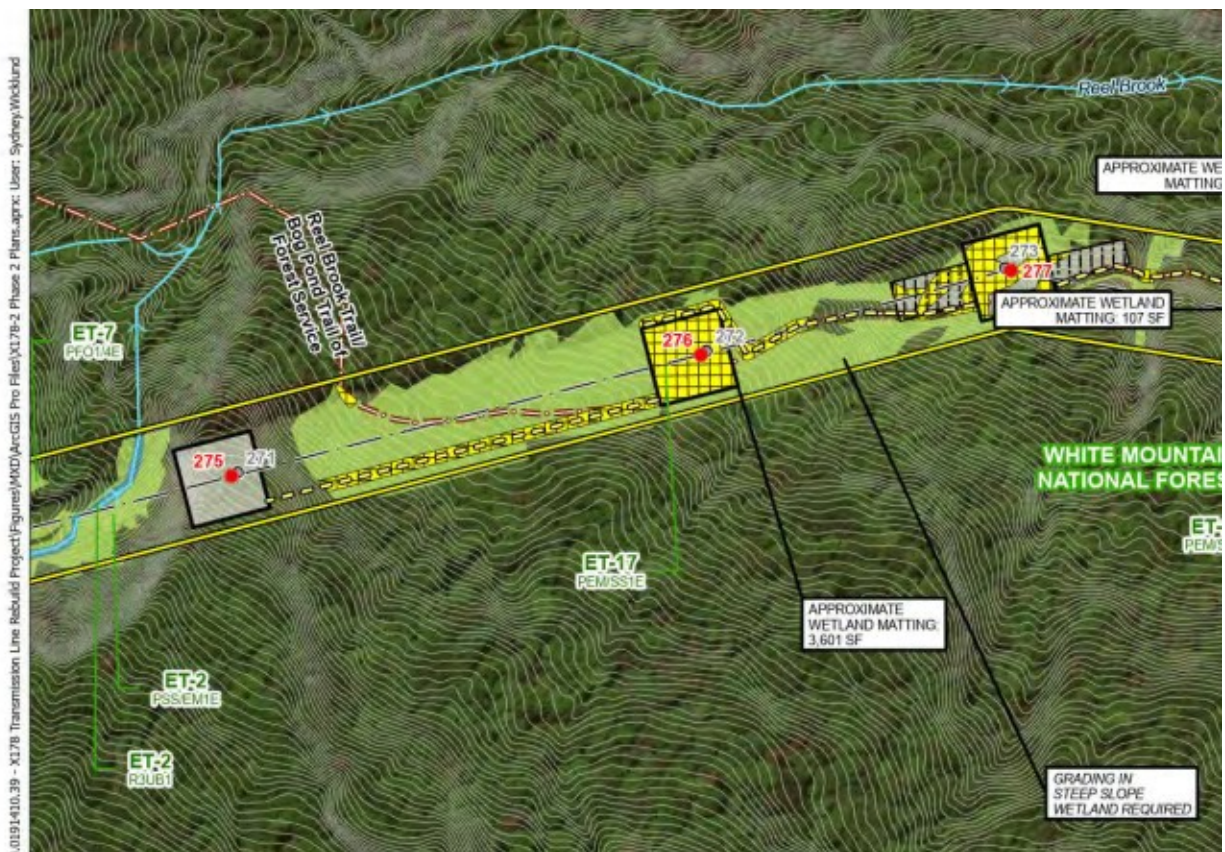 .0191410.39 - X178 Transmission Line Rebuild Project\Figures\MXD\ArcGIS Pro Files\X178-2 Phase 2 Plans.aprx: User: Sydney.Wicklund
Reel Brook
APPROXIMATE WE
MATTING
Reel Brook Trail/
Bog Pond Trail of
Forest Service
273
277
APPROXIMATE WETLAND
MATTING: 107 SF
ET-7
PFO1/4E
276
272
275
271
WHITE MOUNTAI
NATIONAL FORES
ET-
PEM/S
ET-17
PEM/SS1E
APPROXIMATE
WETLAND MATTING:
3,601 SF
ET-2
PSS/EM1E
ET-2
R3UB1
GRADING IN
STEEP SLOPE
WETLAND REQUIRED